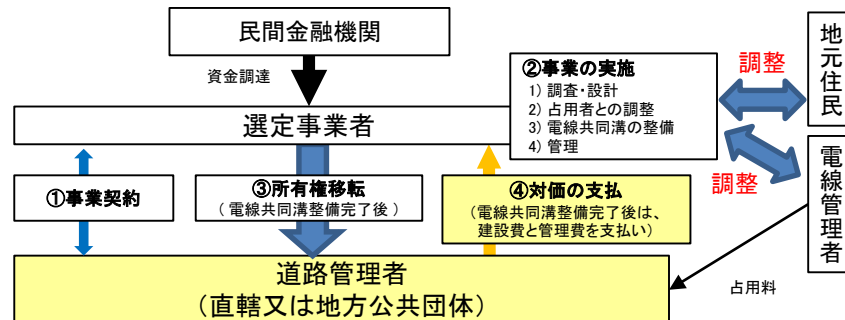 民間金融機関
資金調達
選定事業者
②事業の実施
1) 調査・設計
2) 占用者との調整
3) 電線共同溝の整備
4) 管理
調整
地元住民
調整
電線管理者
①事業契約
③所有権移転
(電線共同溝整備完了後)
④対価の支払
(電線共同溝整備完了後は、
建設費と管理費を支払い)
占用料
道路管理者
(直轄又は地方公共団体)